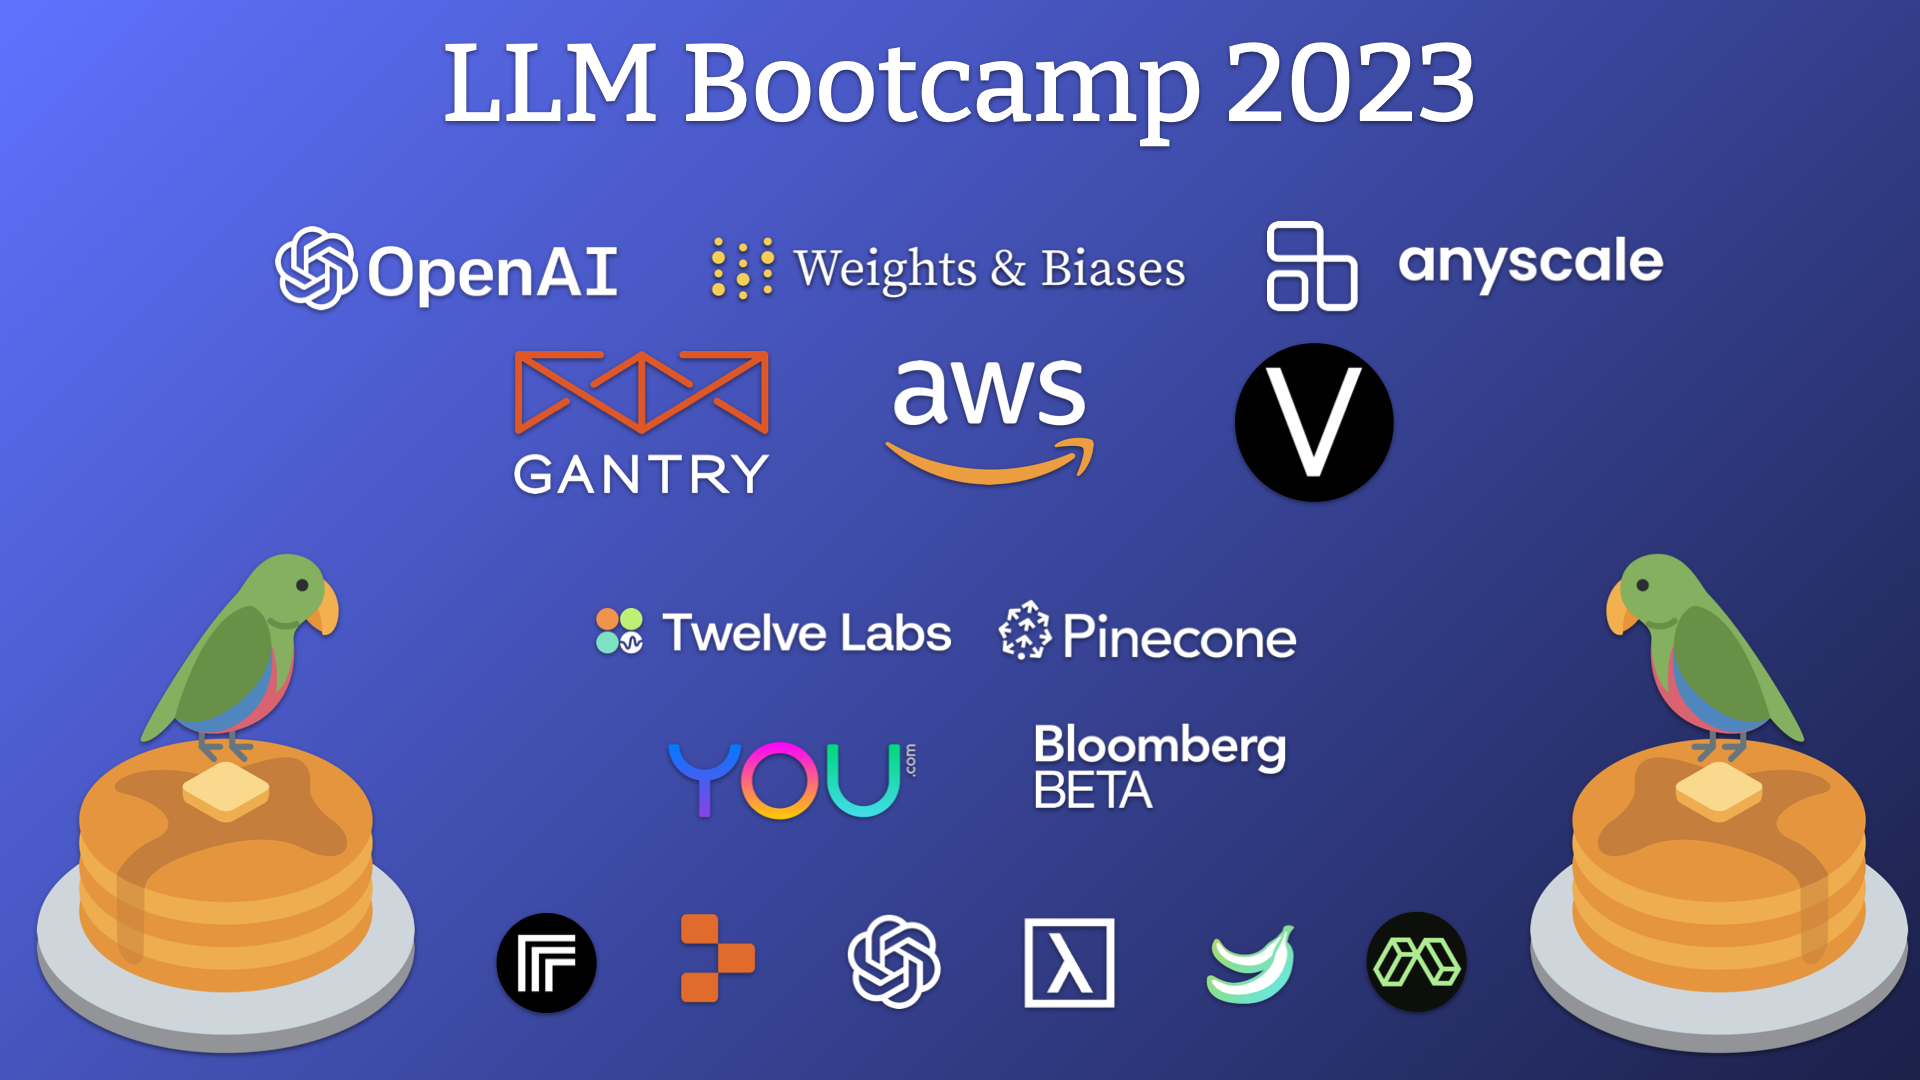 LLM Bootcamp 2023
OpenAI
Weights & Biases
anyscale
GANTRY
aws
V
Twelve Labs
Pinecone
YOU.com
Bloomberg
BETA
λ